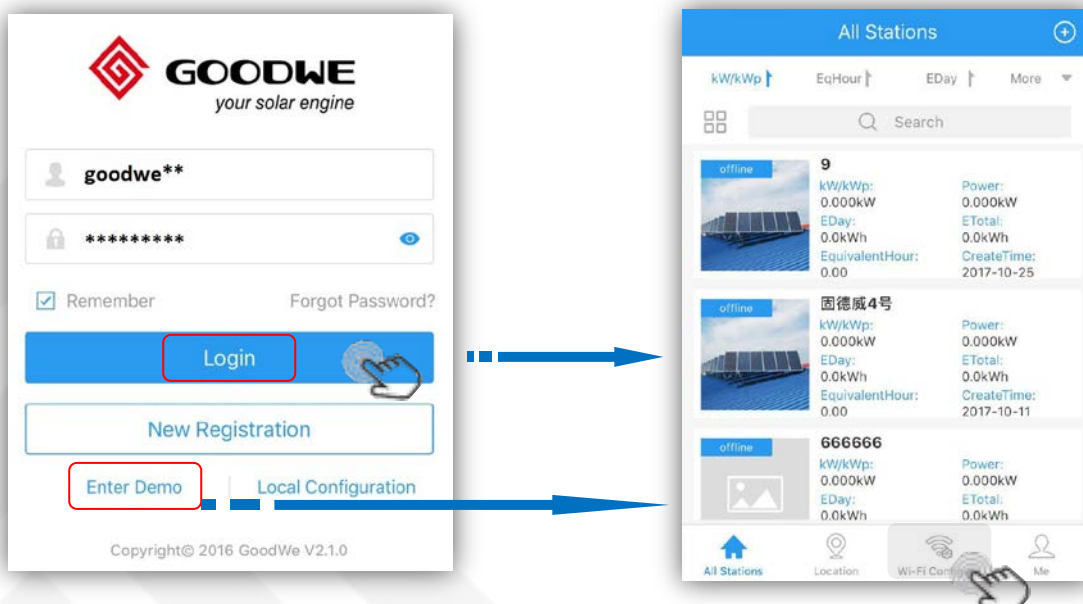 GOODWE
your solar engine
goodwe**
*********
Remember Forgot Password?
Login
New Registration
Enter Demo Local Configuration
Copyright© 2016 GoodWe V2.1.0
All Stations
kW/kWp EqHour EDay More
Search
offline
9
kW/kWp: Power:
0.000kW 0.000kW
EDay: ETotal:
0.0kWh 0.0kWh
EquivalentHour: CreateTime:
0.00 2017-10-25
offline
固德威4号
kW/kWp: Power:
0.000kW 0.000kW
EDay: ETotal:
0.0kWh 0.0kWh
EquivalentHour: CreateTime:
0.00 2017-10-11
offline
666666
kW/kWp: Power:
0.000kW 0.000kW
EDay: ETotal:
0.0kWh 0.0kWh
All Stations Location Wi-Fi Me